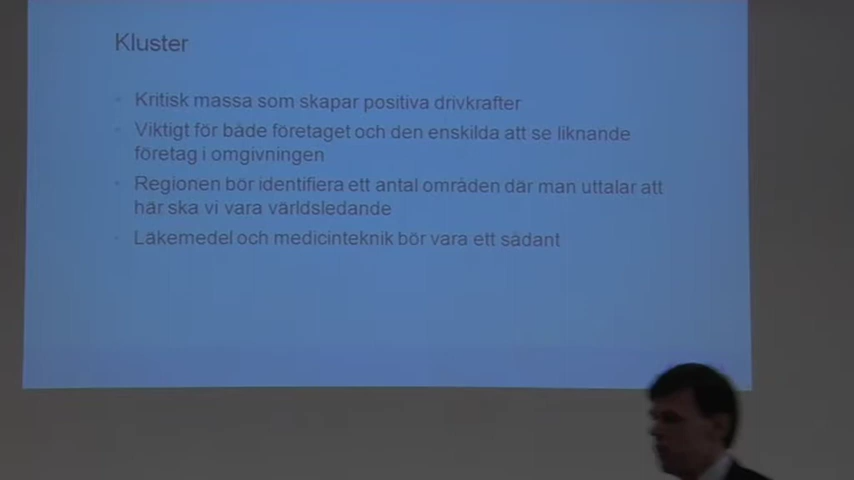 Kluster
Kritisk massa som skapar positiva drivkrafter
Viktigt för både företaget och den enskilda att se liknande
företag i omgivningen
Regionen bör identifiera ett antal områden där man uttalar att
här ska vi vara världsledande
Läkemedel och medicinteknik bör vara ett sådant